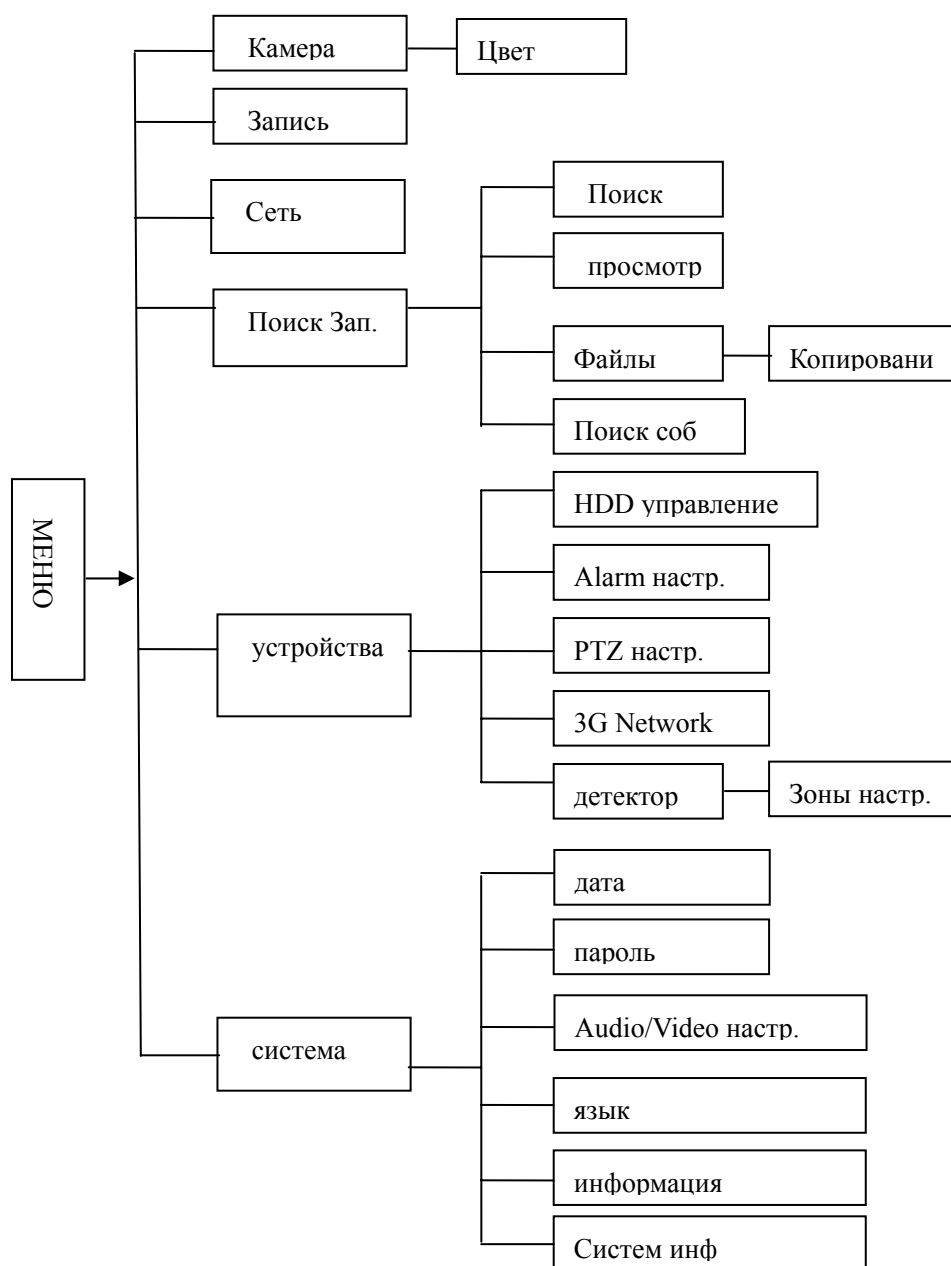 Камера
Цвет
Запись
Сеть
Поиск Зап.
Поиск
просмотр
Файлы
Копировани
Поиск соб
МЕНЮ
устройства
HDD управление
Alarm настр.
PTZ настр.
3G Network
детектор
Зоны настр.
система
дата
пароль
Audio/Video настр.
язык
информация
Систем инф